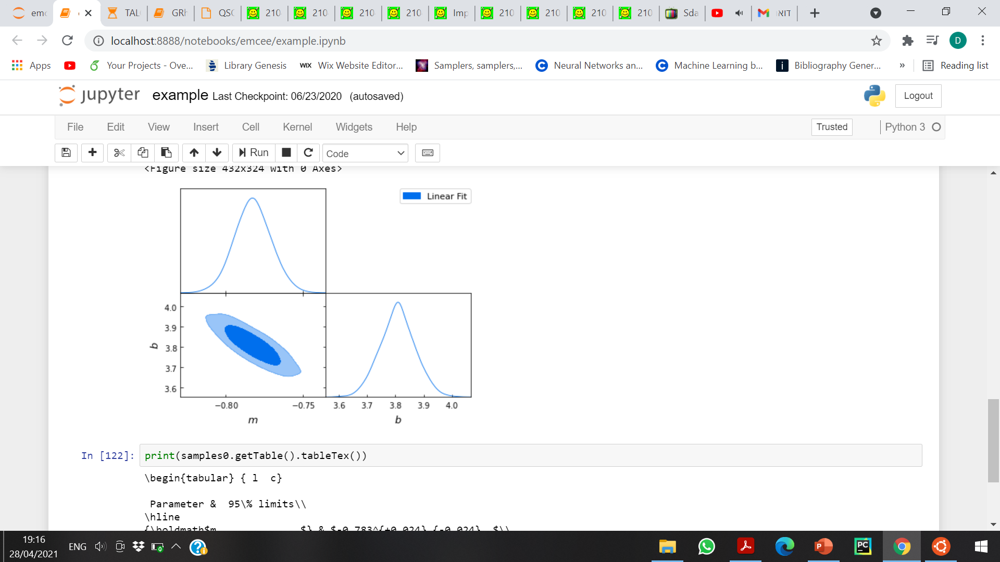 emc
TAL
GRh
QSC
210
210
210
210
Imp
210
210
210
210
Sda
localhost:8888/notebooks/emcee/example.ipynb
D
Apps
Your Projects - Ove...
Library Genesis
WIX Wix Website Editor...
Samplers, samplers,...
Neural Networks an...
Machine Learning b...
Bibliography Gener...
»
Reading list
jupyter example Last Checkpoint: 06/23/2020 (autosaved)
Logout
File Edit View Insert Cell Kernel Widgets Help
Trusted
Python 3
Run
Code
<Figure size 432x324 with 0 Axes>
Linear Fit
4.0
3.9
3.8
3.7
3.6
b
−0.80 −0.75 3.6 3.7 3.8 3.9 4.0
m b
In [122]: print(samples0.getTable().tableTex())
\begin{tabular} { l  c}
Parameter &  95\% limits\\
\hline
{\boldmath$m $} & $-0.783^{+0.024}_{-0.024} $\\
19:16
28/04/2021
ENG
PC